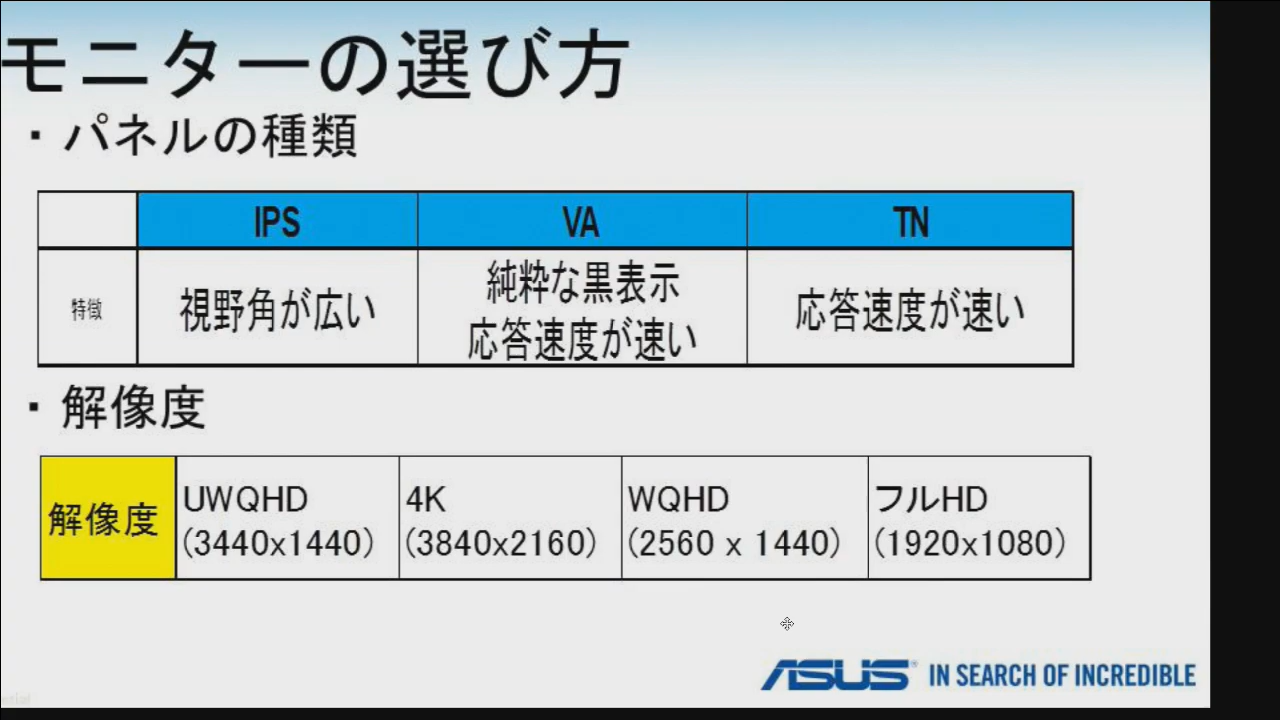 モニターの選び方
・パネルの種類
IPS VA TN
特徴 視野角が広い 純粋な黒表示 応答速度が速い 応答速度が速い
・解像度
解像度 UWQHD 4K WQHD フルHD
(3440x1440) (3840x2160) (2560 x 1440) (1920x1080)
ASUS® IN SEARCH OF INCREDIBLE